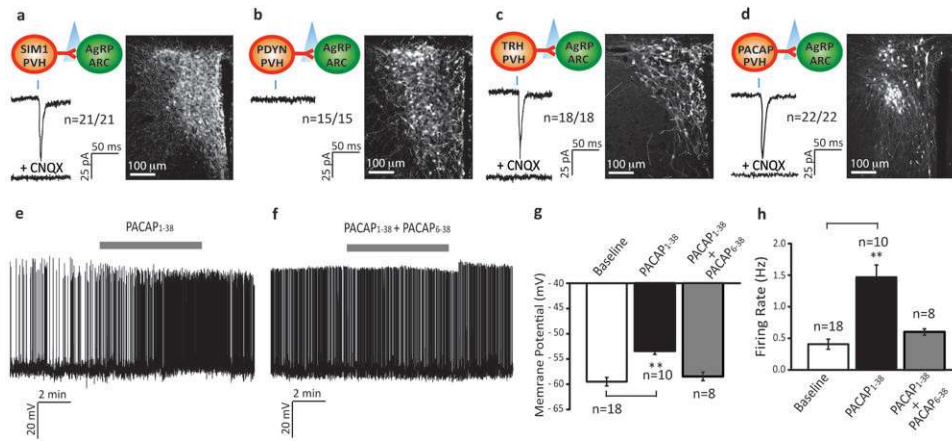 a
SIM1
PVH
AgRP
ARC
n=21/21
+ CNQX
50 ms
25 pA
100 μm
b
PDYN
PVH
AgRP
ARC
n=15/15
50 ms
25 pA
100 μm
c
TRH
PVH
AgRP
ARC
n=18/18
+ CNQX
50 ms
25 pA
100 μm
d
PACAP
PVH
AgRP
ARC
n=22/22
+ CNQX
50 ms
25 pA
100 μm
e
PACAP1-38
2 min
20 mV
f
PACAP1-38 + PACAP6-38
2 min
20 mV
g
Baseline
PACAP1-38
PACAP1-38
+
PACAP6-38
Memrane Potential (mV)
- 40
- 45
- 50
- 55
- 60
- 65
**
n=10
n=18
n=8
h
Firing Rate (Hz)
2.0
1.5
1.0
0.5
0.0
n=10
**
n=18
n=8
Baseline
PACAP1-38
PACAP1-38
+
PACAP6-38